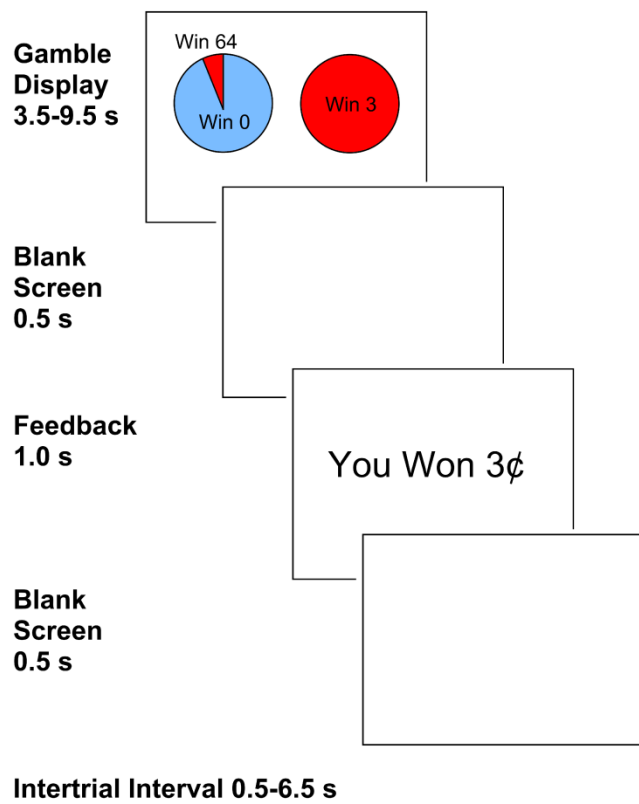 Gamble
Display
3.5-9.5 s
Win 64
Win 0
Win 3
Blank
Screen
0.5 s
Feedback
1.0 s
You Won 3¢
Blank
Screen
0.5 s
Intertrial Interval 0.5-6.5 s